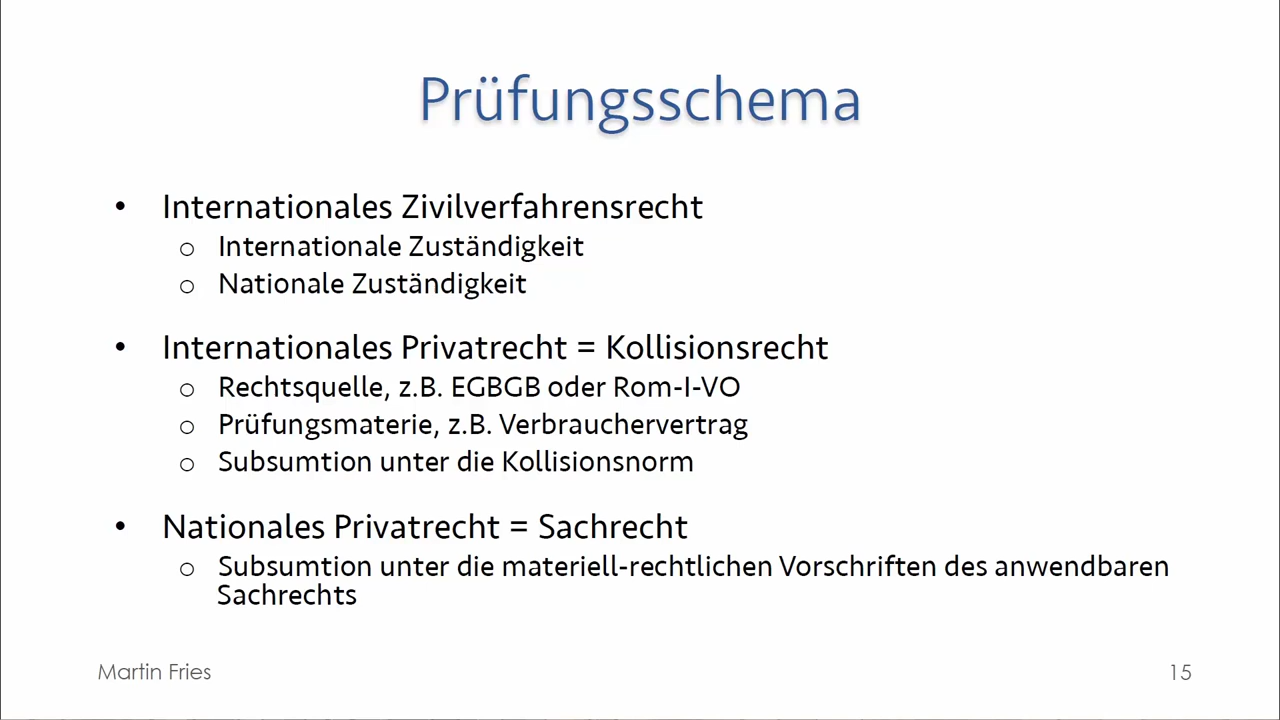 Prüfungsschema
• Internationales Zivilverfahrensrecht
o Internationale Zuständigkeit
o Nationale Zuständigkeit
• Internationales Privatrecht = Kollisionsrecht
o Rechtsquelle, z.B. EGBGB oder Rom-I-VO
o Prüfungsmaterie, z.B. Verbrauchervertrag
o Subsumtion unter die Kollisionsnorm
• Nationales Privatrecht = Sachrecht
o Subsumtion unter die materiell-rechtlichen Vorschriften des anwendbaren
Sachrechts
Martin Fries
15